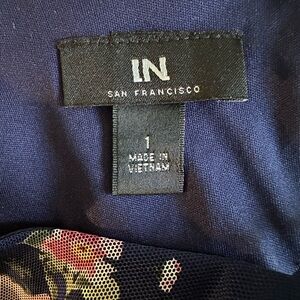 IN.
SAN FRANCISCO
1
MADE IN
VIETNAM